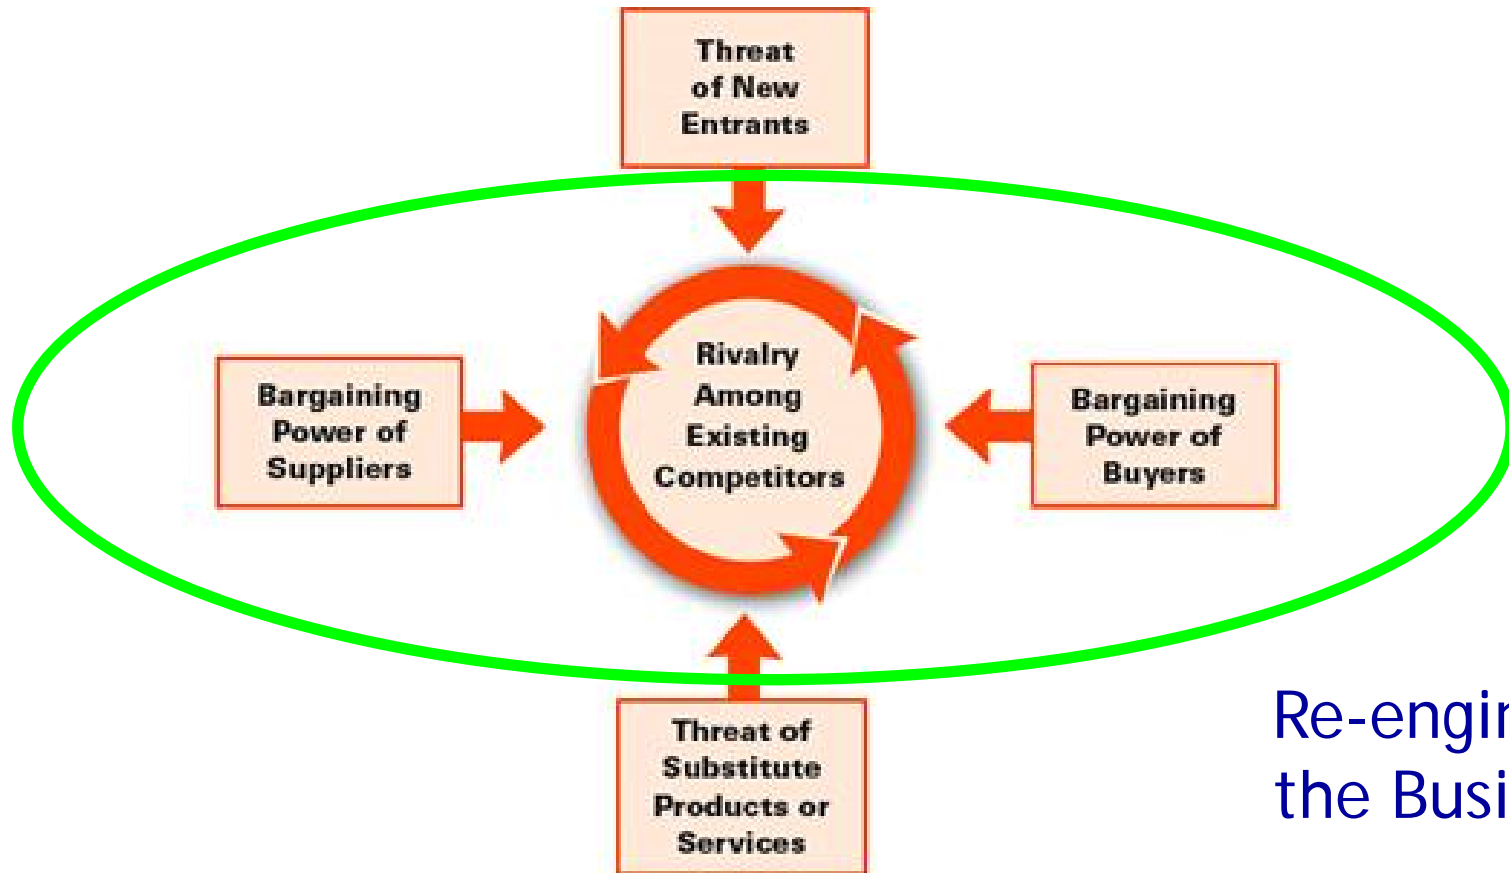 Threat
of New
Entrants
Bargaining
Power of
Suppliers
Rivalry
Among
Existing
Competitors
Bargaining
Power of
Buyers
Threat of
Substitute
Products or
Services
the